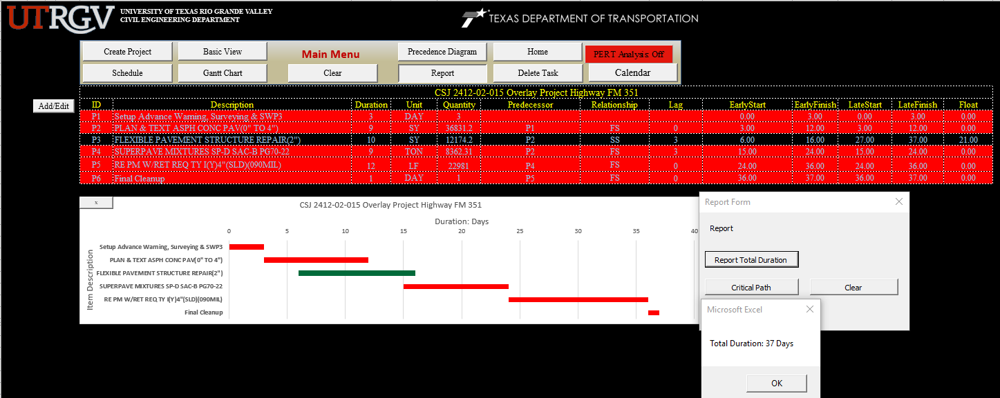 UTRGV
UNIVERSITY OF TEXAS RIO GRANDE VALLEY
CIVIL ENGINEERING DEPARTMENT
TEXAS DEPARTMENT OF TRANSPORTATION
Create Project Basic View Main Menu Precedence Diagram Home PERT Analysis: Off
Schedule Gantt Chart Clear Report Delete Task Calendar
CSJ 2412-02-015 Overlay Project Highway FM 351
Add/Edit ID Description Duration Unit Quantity Predecessor Relationship Lag EarlyStart EarlyFinish LateStart LateFinish Float
P1 Setup Advance Warning, Surveying & SWP3 3 DAY 0.00 3.00 0.00 3.00 0.00
P2 PLAN & TEXT ASPH CONC PAV(0" TO 4") 9 SY 36831.2 P1 FS 0 3.00 12.00 3.00 12.00 0.00
P3 FLEXIBLE PAVEMENT STRUCTURE REPAIR(2") 10 SY 12174.2 P2 SS 3 6.00 16.00 27.00 37.00 21.00
P4 SUPERPAVE MIXTURES SP-D SAC-B PG70-22 9 TON 8362.31 P2 FS 3 15.00 24.00 15.00 24.00 0.00
P5 RE PM W/RET REQ TY I(Y)4"(SLD)(090MIL) 12 LF 22981 P4 FS 0 24.00 36.00 24.00 36.00 0.00
P6 Final Cleanup 1 DAY 1 P5 FS 0 36.00 37.00 36.00 37.00 0.00
x
CSJ 2412-02-015 Overlay Project Highway FM 351
Duration: Days
0 5 10 15 20 25 30 35 40
Item Description
Setup Advance Warning, Surveying & SWP3
PLAN & TEXT ASPH CONC PAV(0" TO 4")
FLEXIBLE PAVEMENT STRUCTURE REPAIR(2")
SUPERPAVE MIXTURES SP-D SAC-B PG70-22
RE PM W/RET REQ TY I(Y)4"(SLD)(090MIL)
Final Cleanup
Report Form
Report
Report Total Duration
Critical Path Clear
Microsoft Excel
Total Duration: 37 Days
OK